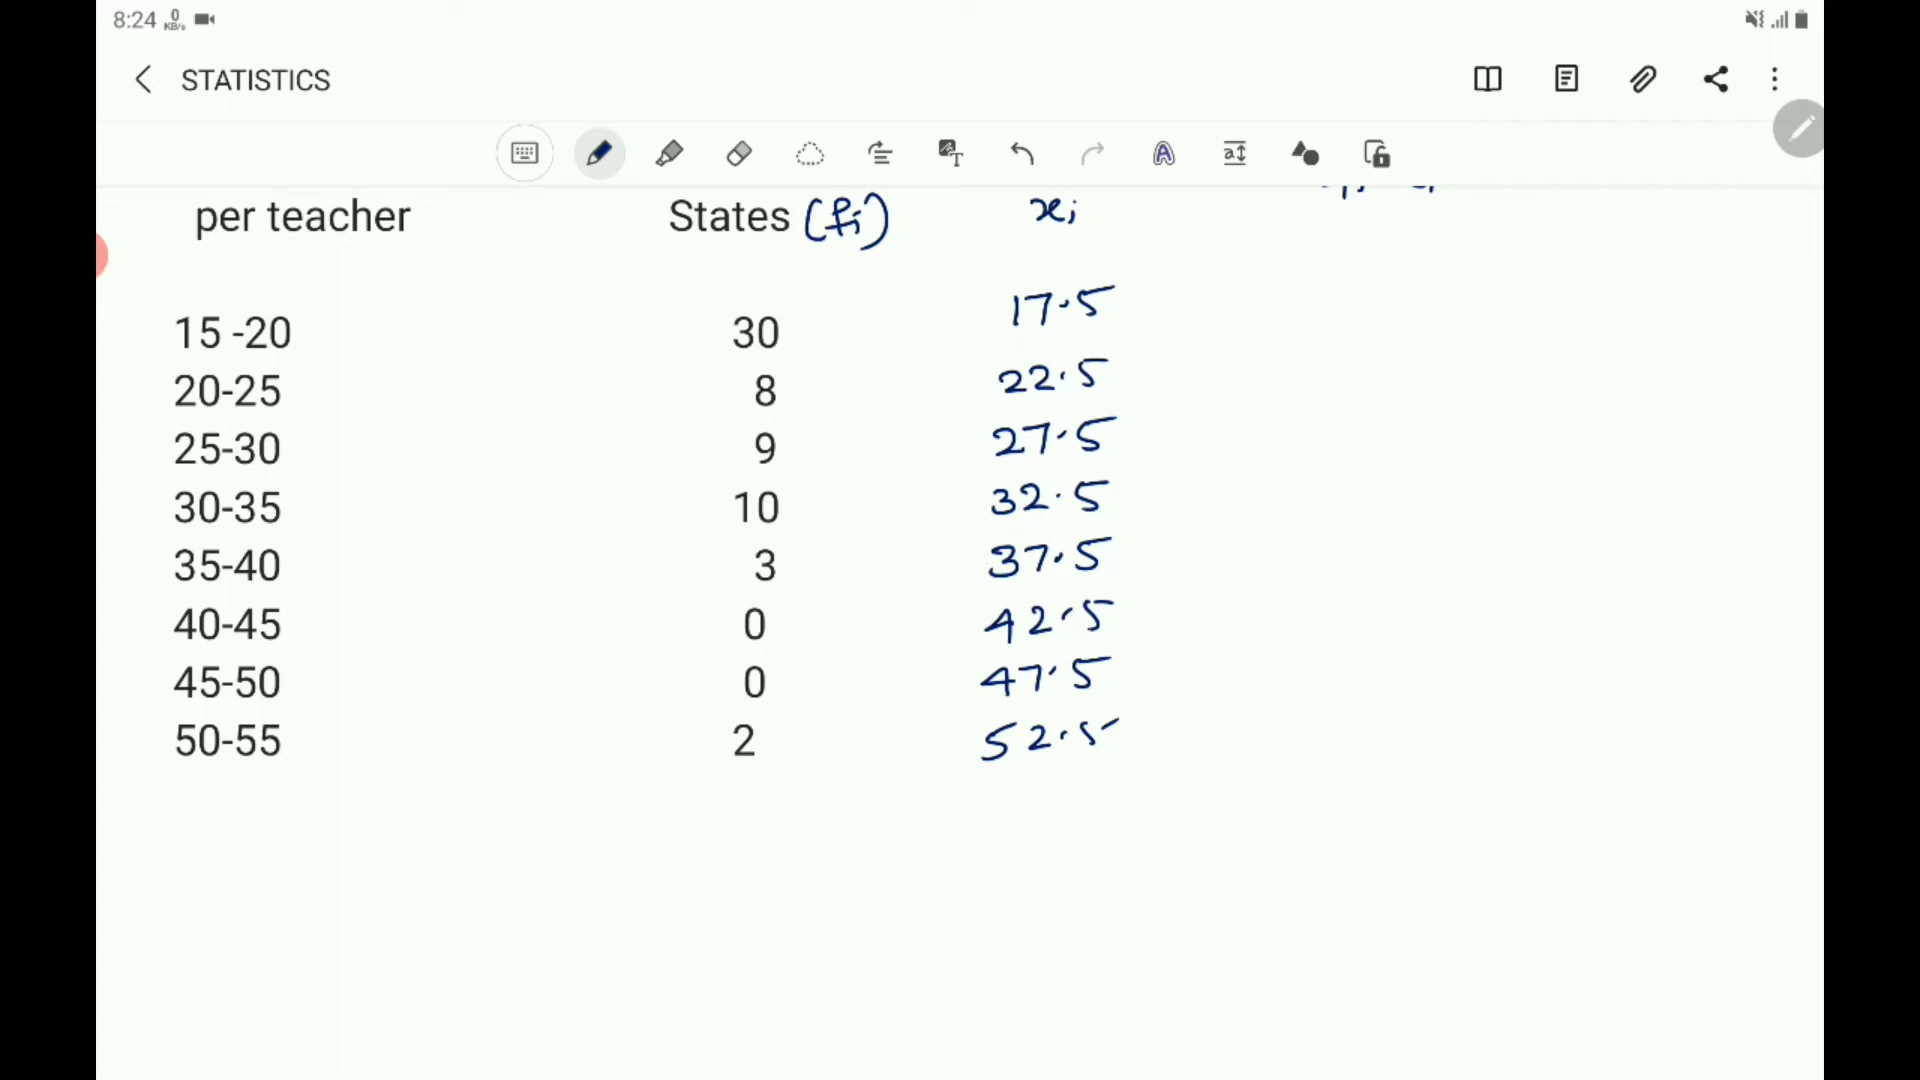 8:24 0 KB/s
STATISTICS
per teacher States (fi) xi
15 -20 30 17.5
20-25 8 22.5
25-30 9 27.5
30-35 10 32.5
35-40 3 37.5
40-45 0 42.5
45-50 0 47.5
50-55 2 52.5